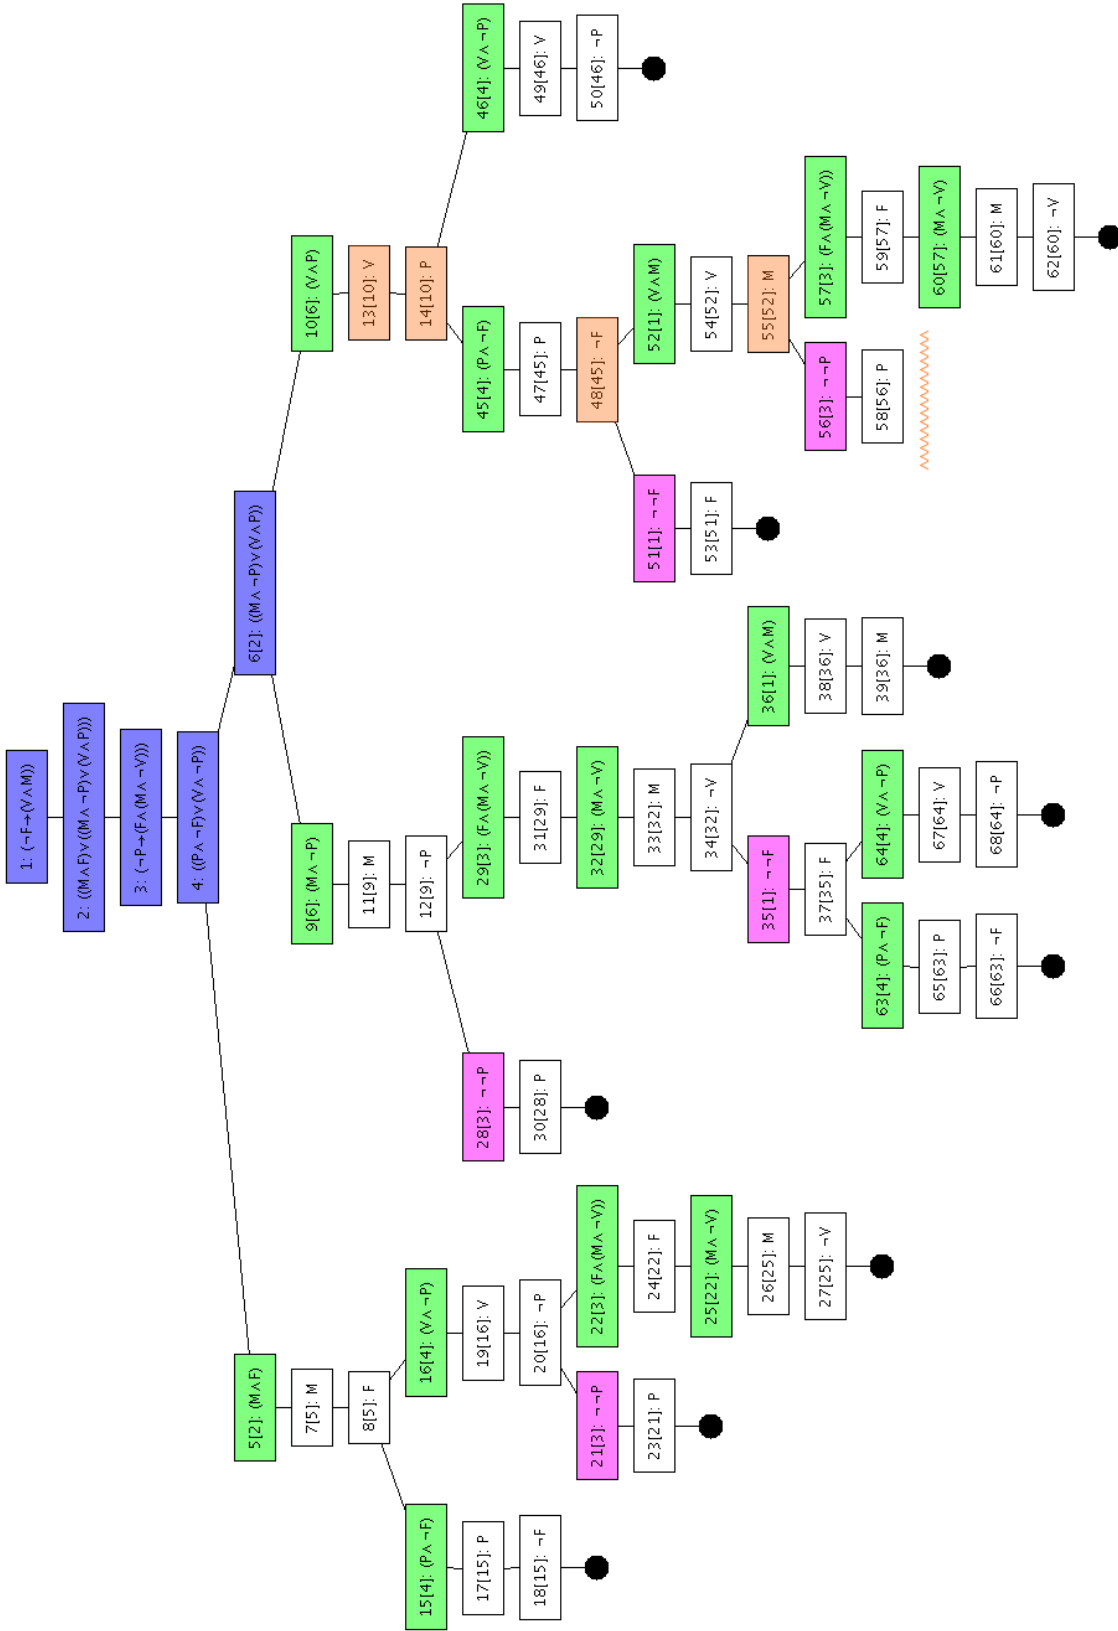 1: (¬F→(V∧M))
2: ((M∧F)∨((M∧¬P)∨(V∧P)))
3: (¬P→(F∧(M∧¬V)))
4: ((P∧¬F)∨(V∧¬P))
5[2]: (M∧F)
6[2]: ((M∧¬P)∨(V∧P))
7[5]: M
8[5]: F
9[6]: (M∧¬P)
10[6]: (V∧P)
11[9]: M
12[9]: ¬P
13[10]: V
14[10]: P
15[4]: (P∧¬F)
16[4]: (V∧¬P)
17[15]: P
18[15]: ¬F
19[16]: V
20[16]: ¬P
21[3]: ¬¬P
22[3]: (F∧(M∧¬V))
23[21]: P
24[22]: F
25[22]: (M∧¬V)
26[25]: M
27[25]: ¬V
28[3]: ¬¬P
29[3]: (F∧(M∧¬V))
30[28]: P
31[29]: F
32[29]: (M∧¬V)
33[32]: M
34[32]: ¬V
35[1]: ¬¬F
36[1]: (V∧M)
37[35]: F
38[36]: V
39[36]: M
63[4]: (P∧¬F)
64[4]: (V∧¬P)
65[63]: P
66[63]: ¬F
67[64]: V
68[64]: ¬P
45[4]: (P∧¬F)
46[4]: (V∧¬P)
47[45]: P
48[45]: ¬F
49[46]: V
50[46]: ¬P
51[1]: ¬¬F
52[1]: (V∧M)
53[51]: F
54[52]: V
55[52]: M
56[3]: ¬¬P
57[3]: (F∧(M∧¬V))
58[56]: P
59[57]: F
60[57]: (M∧¬V)
61[60]: M
62[60]: ¬V